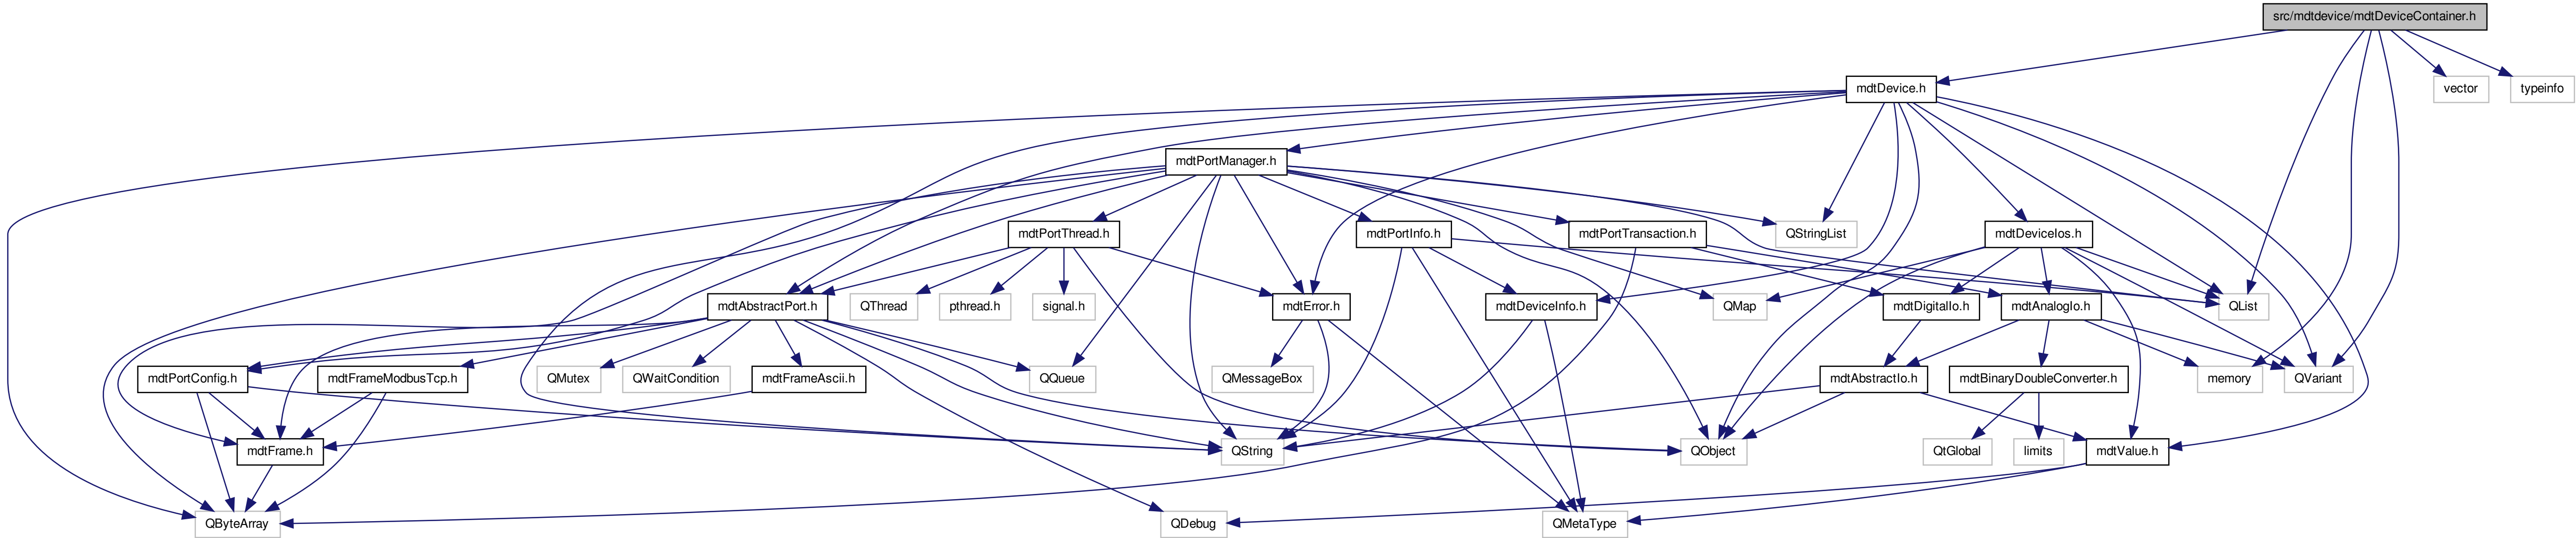 src/mdtdevice/mdtDeviceContainer.h
mdtDevice.h
vector
typeinfo
mdtPortManager.h
mdtPortThread.h
mdtPortInfo.h
mdtPortTransaction.h
QStringList
mdtDeviceIos.h
mdtAbstractPort.h
QThread
pthread.h
signal.h
mdtError.h
mdtDeviceInfo.h
QMap
mdtDigitalIo.h
mdtAnalogIo.h
QList
mdtPortConfig.h
mdtFrameModbusTcp.h
QMutex
QWaitCondition
mdtFrameAscii.h
QQueue
QMessageBox
mdtAbstractIo.h
mdtBinaryDoubleConverter.h
memory
QVariant
mdtFrame.h
QString
QObject
QtGlobal
limits
mdtValue.h
QByteArray
QDebug
QMetaType